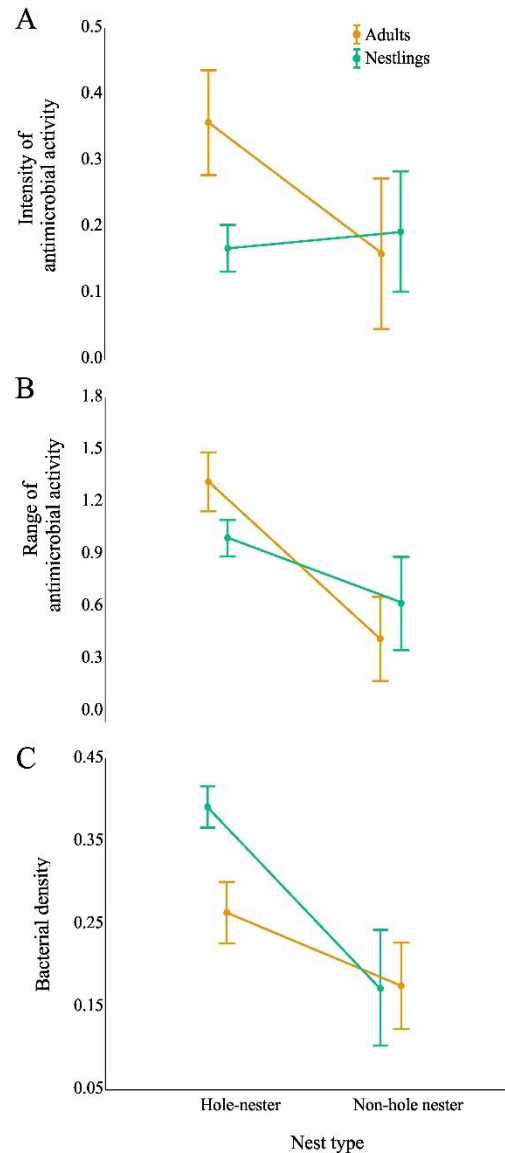 A
Adults
Nestlings
Intensity of
antimicrobial activity
0.5
0.4
0.3
0.2
0.1
0.0
B
Range of
antimicrobial activity
1.8
1.5
1.2
0.9
0.6
0.3
0.0
C
Bacterial density
0.45
0.35
0.25
0.15
0.05
Hole-nester
Non-hole nester
Nest type